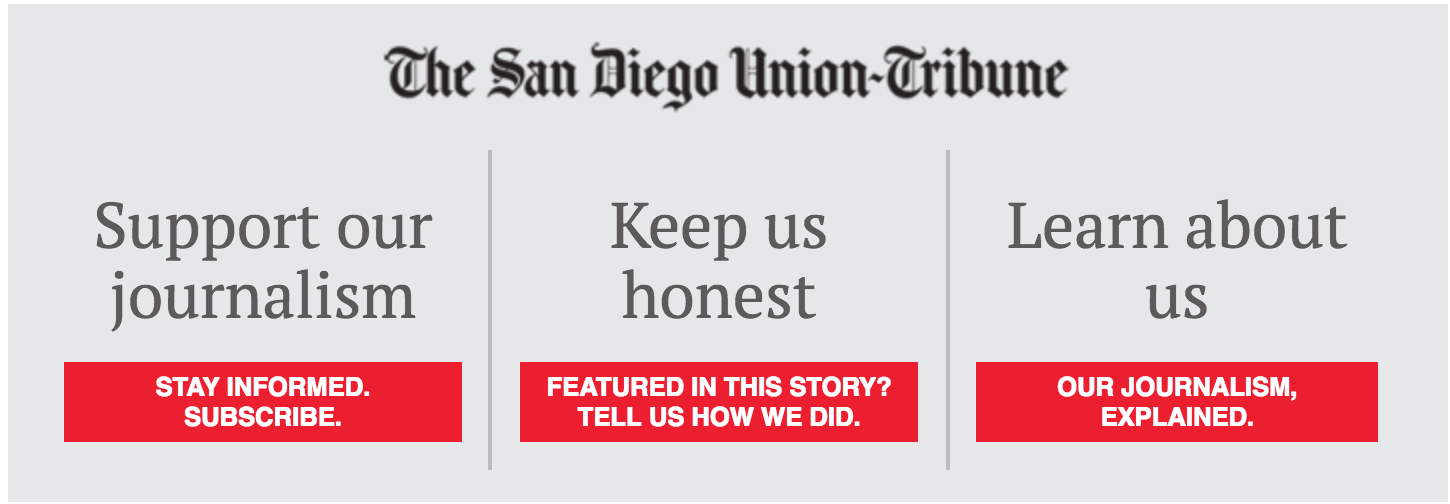 The San Diego Union-Tribune
Support our
journalism
STAY INFORMED.
SUBSCRIBE.
Keep us
honest
FEATURED IN THIS STORY?
TELL US HOW WE DID.
Learn about
us
OUR JOURNALISM,
EXPLAINED.